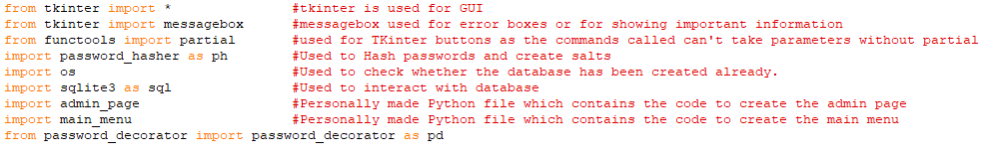 from tkinter import * #tkinter is used for GUI
from tkinter import messagebox #messagebox used for error boxes or for showing important information
from functools import partial #used for TKinter buttons as the commands called can't take parameters without partial
import password_hasher as ph #Used to Hash passwords and create salts
import os #Used to check whether the database has been created already.
import sqlite3 as sql #Used to interact with database
import admin_page #Personally made Python file which contains the code to create the admin page
import main_menu #Personally made Python file which contains the code to create the main menu
from password_decorator import password_decorator as pd